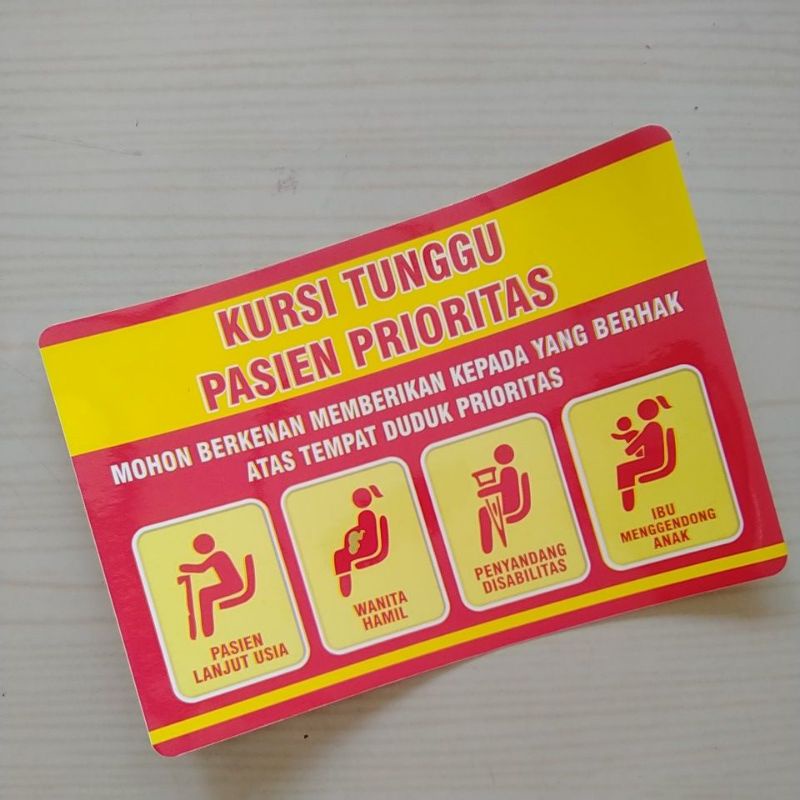 KURSI TUNGGU
PASIEN PRIORITAS
MOHON BERKENAN MEMBERIKAN KEPADA YANG BERHAK
ATAS TEMPAT DUDUK PRIORITAS
PASIEN
LANJUT USIA
WANITA
HAMIL
PENYANDANG
DISABILITAS
IBU
MENGGENDONG
ANAK